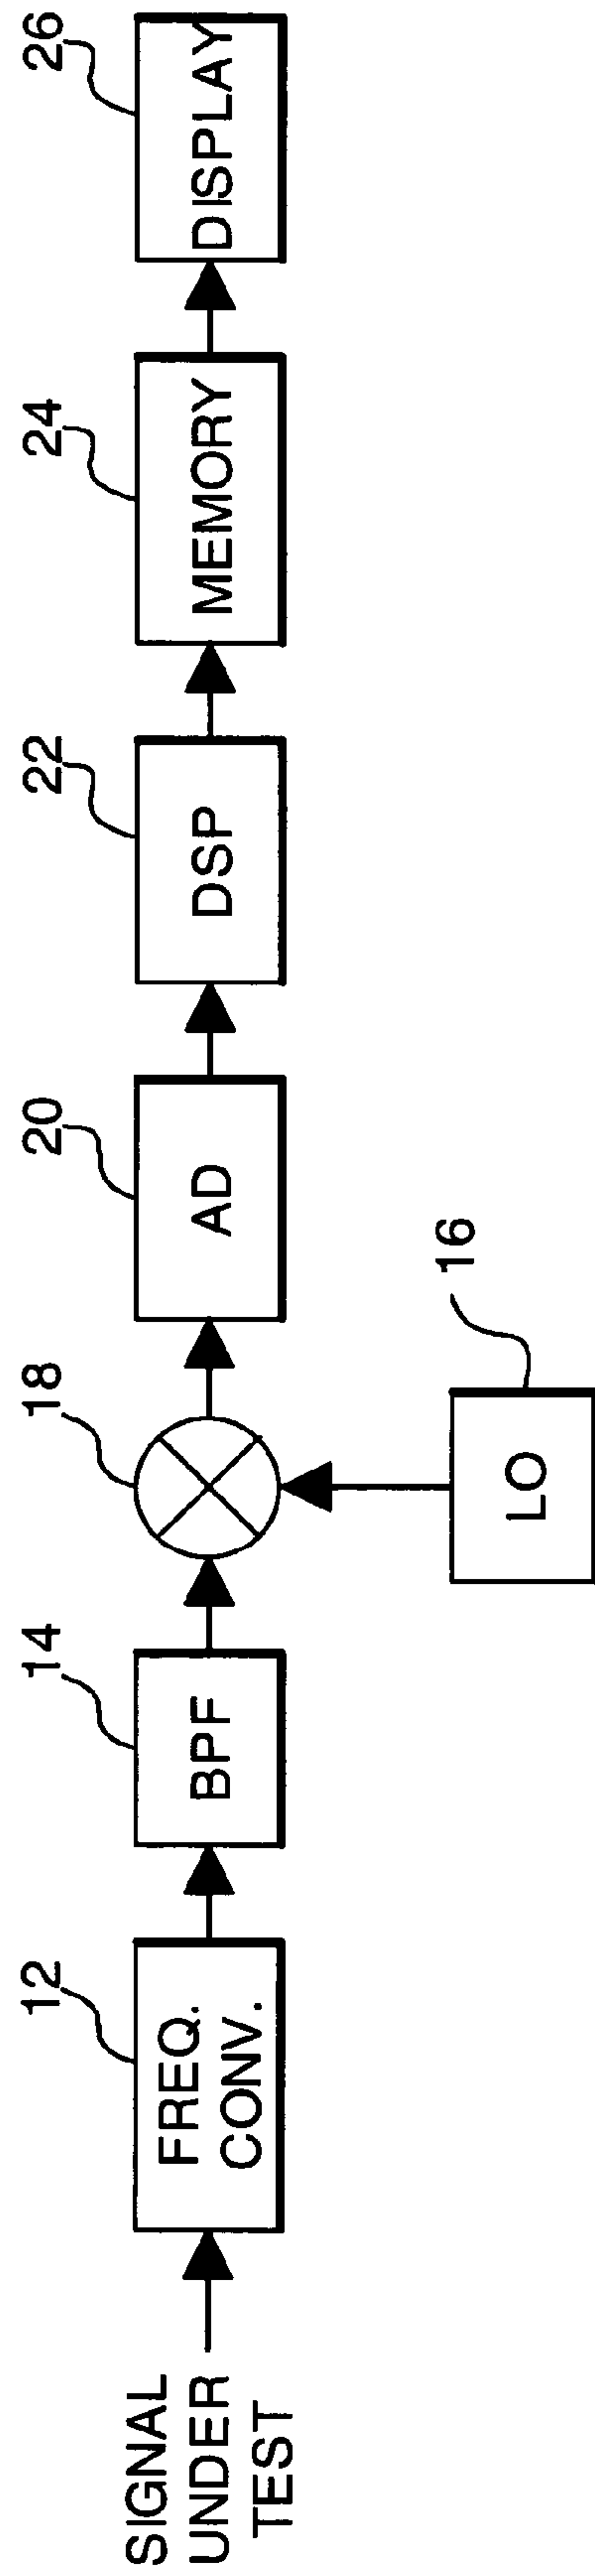 SIGNAL
UNDER
TEST
12
FREQ.
CONV.
14
BPF
18
16
LO
20
AD
22
DSP
24
MEMORY
26
DISPLAY